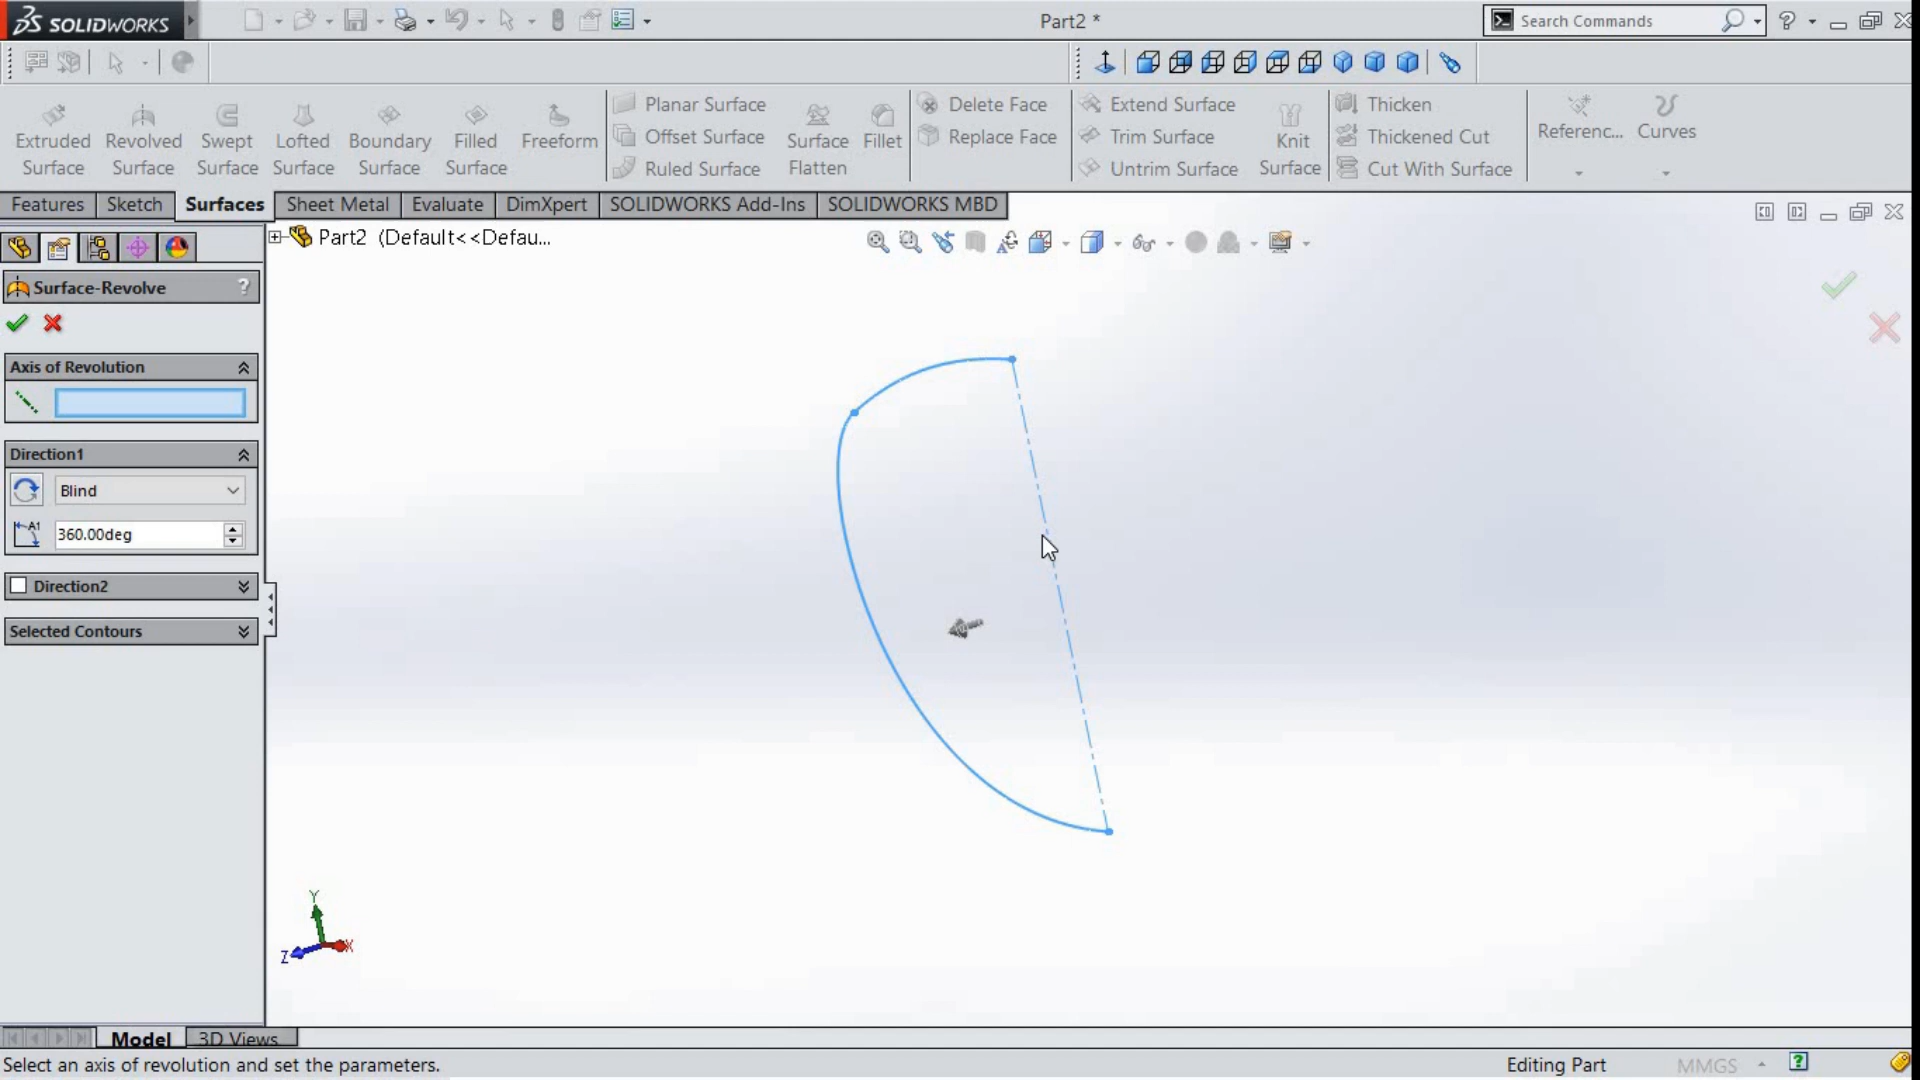 SOLIDWORKS
Part2 *
Search Commands
Extruded Surface
Revolved Surface
Swept Surface
Lofted Surface
Boundary Surface
Filled Surface
Freeform
Planar Surface
Offset Surface
Ruled Surface
Surface Flatten
Fillet
Delete Face
Replace Face
Extend Surface
Trim Surface
Untrim Surface
Knit Surface
Thicken
Thickened Cut
Cut With Surface
Referenc...
Curves
Features
Sketch
Surfaces
Sheet Metal
Evaluate
DimXpert
SOLIDWORKS Add-Ins
SOLIDWORKS MBD
Part2 (Default<<Defau...
Surface-Revolve
?
Axis of Revolution
Direction1
Blind
A1
360.00deg
Direction2
Selected Contours
Y
Z
X
Model
3D Views
Select an axis of revolution and set the parameters.
Editing Part
MMGS